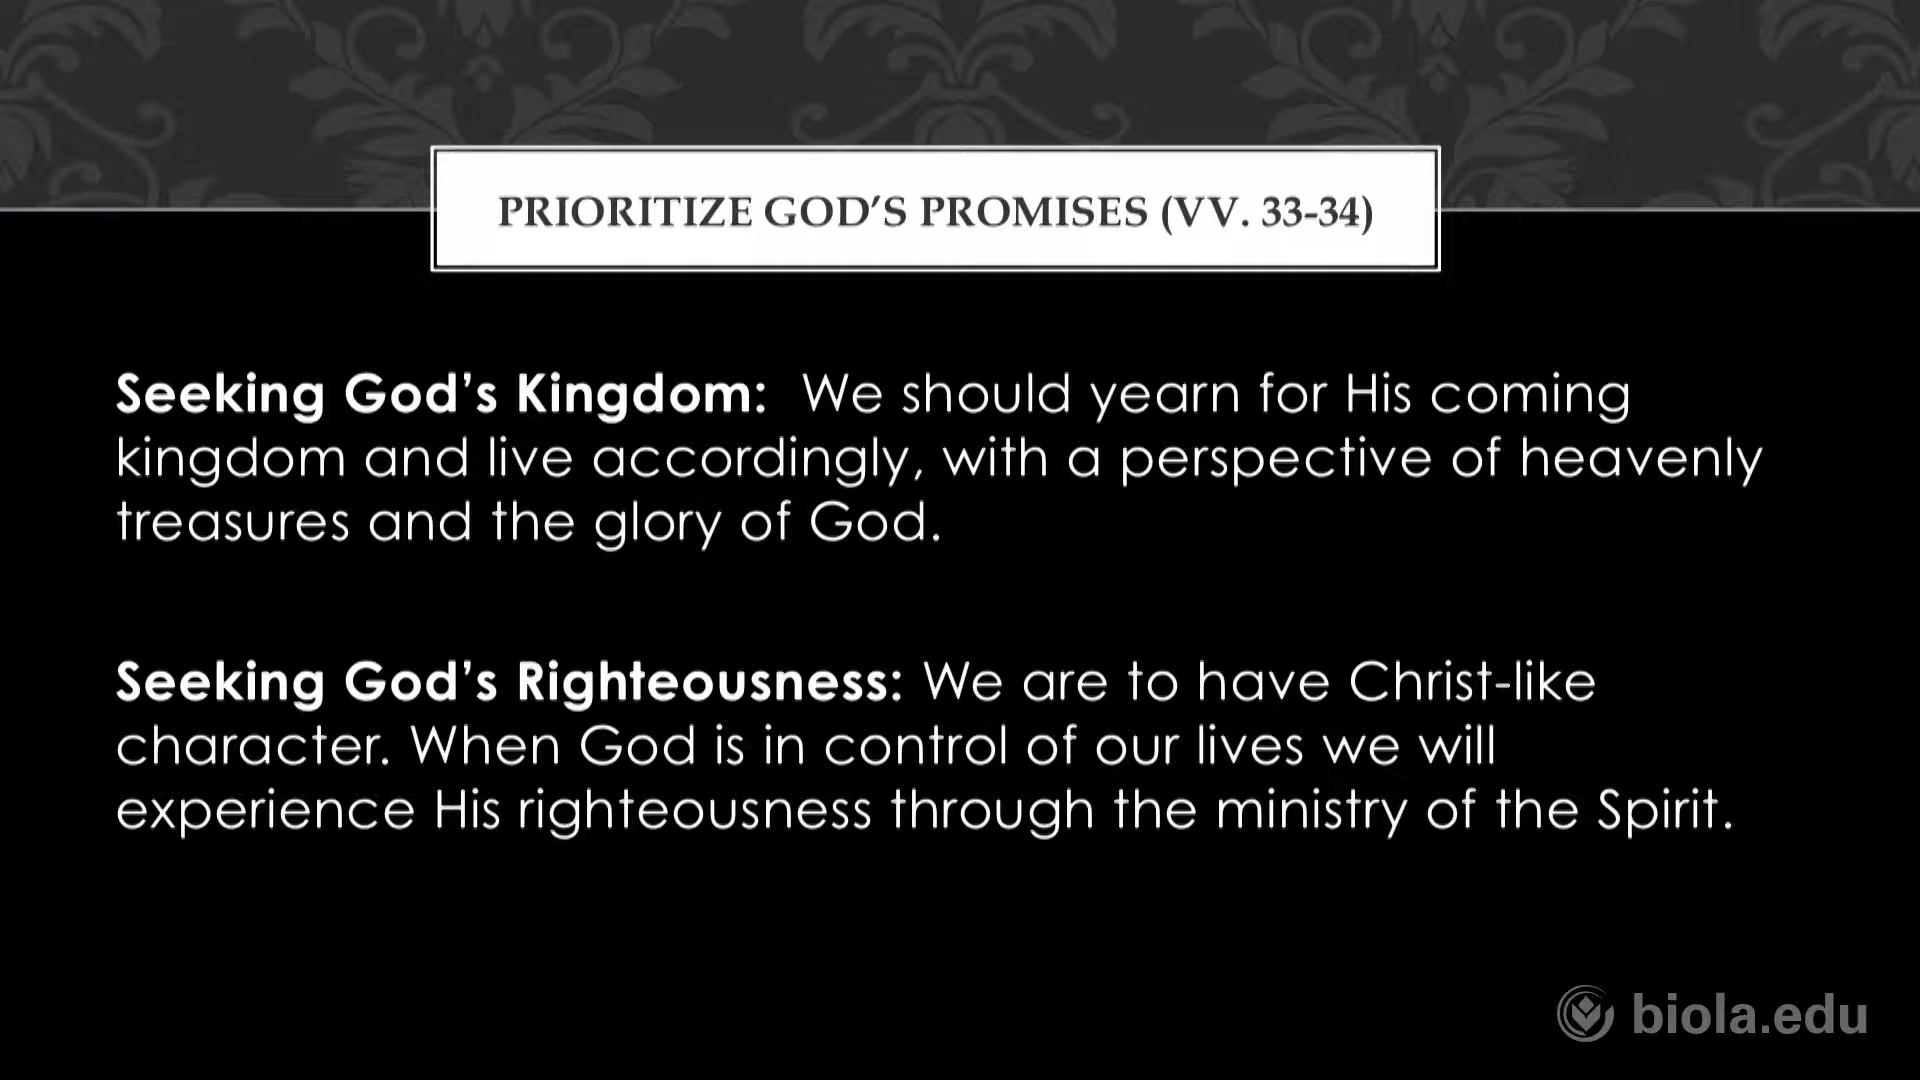 PRIORITIZE GOD’S PROMISES (VV. 33-34)
Seeking God’s Kingdom: We should yearn for His coming
kingdom and live accordingly, with a perspective of heavenly
treasures and the glory of God.
Seeking God’s Righteousness: We are to have Christ-like
character. When God is in control of our lives we will
experience His righteousness through the ministry of the Spirit.
biola.edu